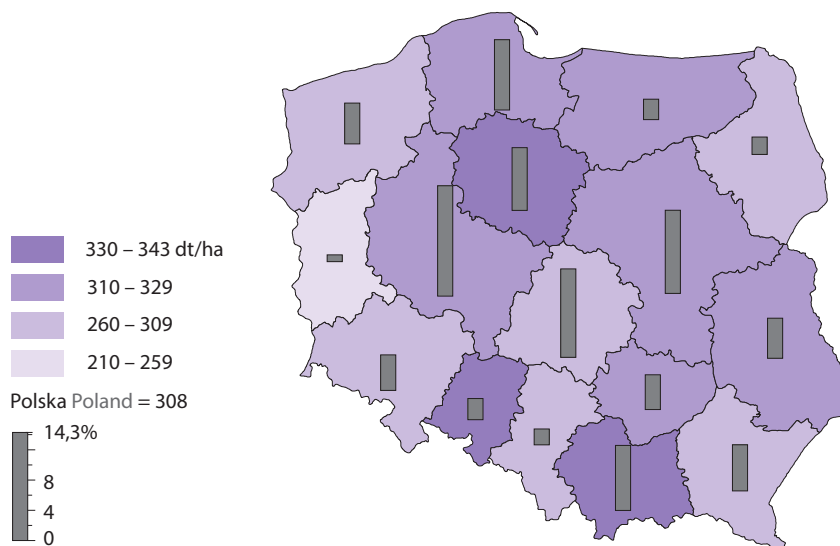 330 – 343 dt/ha
310 – 329
260 – 309
210 – 259
Polska Poland = 308
14,3%
8
4
0